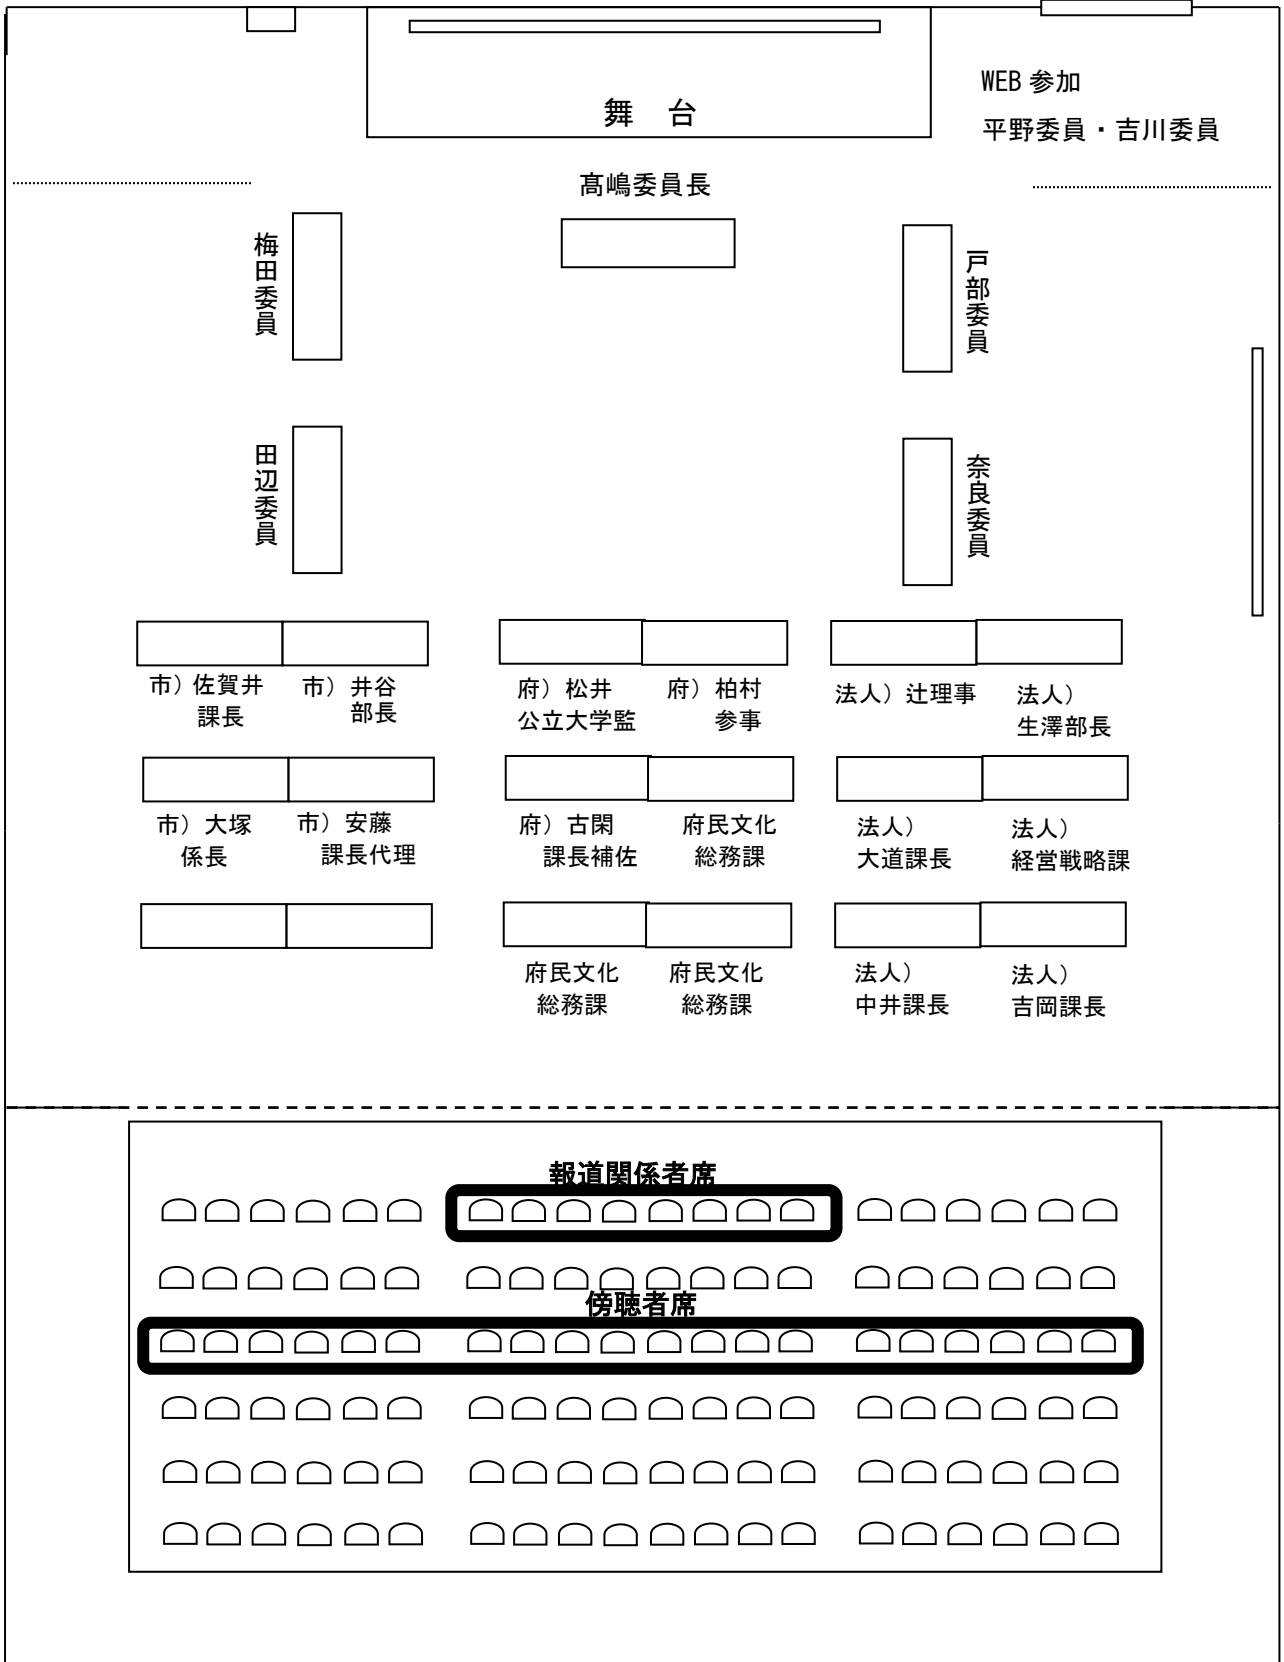 舞　台
WEB 参加
平野委員・吉川委員
髙嶋委員長
梅田委員
戸部委員
田辺委員
奈良委員
市）佐賀井
課長
市）井谷
部長
府）松井
公立大学監
府）柏村
参事
法人）辻理事
法人）
生澤部長
市）大塚
係長
市）安藤
課長代理
府）古閑
課長補佐
府民文化
総務課
法人）
大道課長
法人）
経営戦略課
府民文化
総務課
府民文化
総務課
法人）
中井課長
法人）
吉岡課長
報道関係者席
傍聴者席